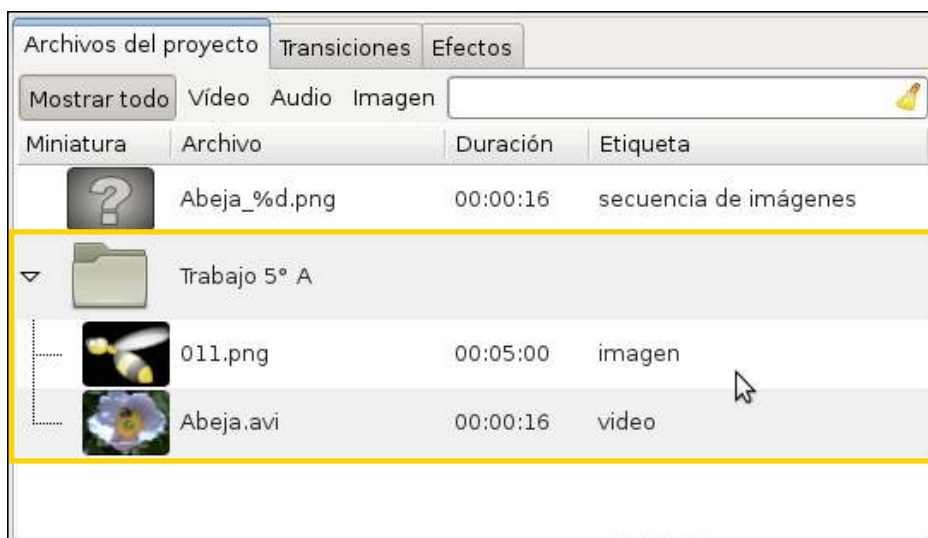 Archivos del proyecto Transiciones Efectos
Mostrar todo Vídeo Audio Imagen
Miniatura Archivo Duración Etiqueta
Abeja_%d.png 00:00:16 secuencia de imágenes
Trabajo 5° A
011.png 00:05:00 imagen
Abeja.avi 00:00:16 video